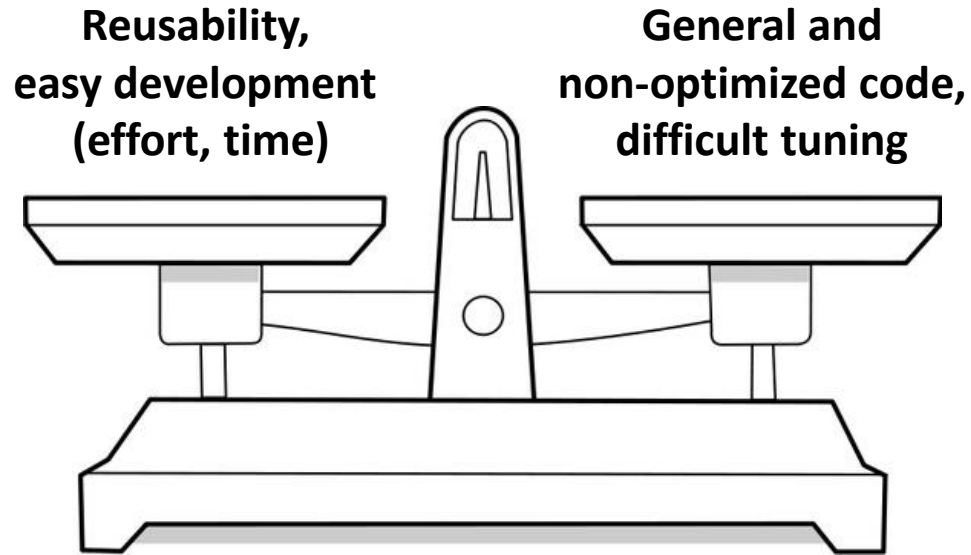 Reusability,
easy development
(effort, time)
General and
non-optimized code,
difficult tuning